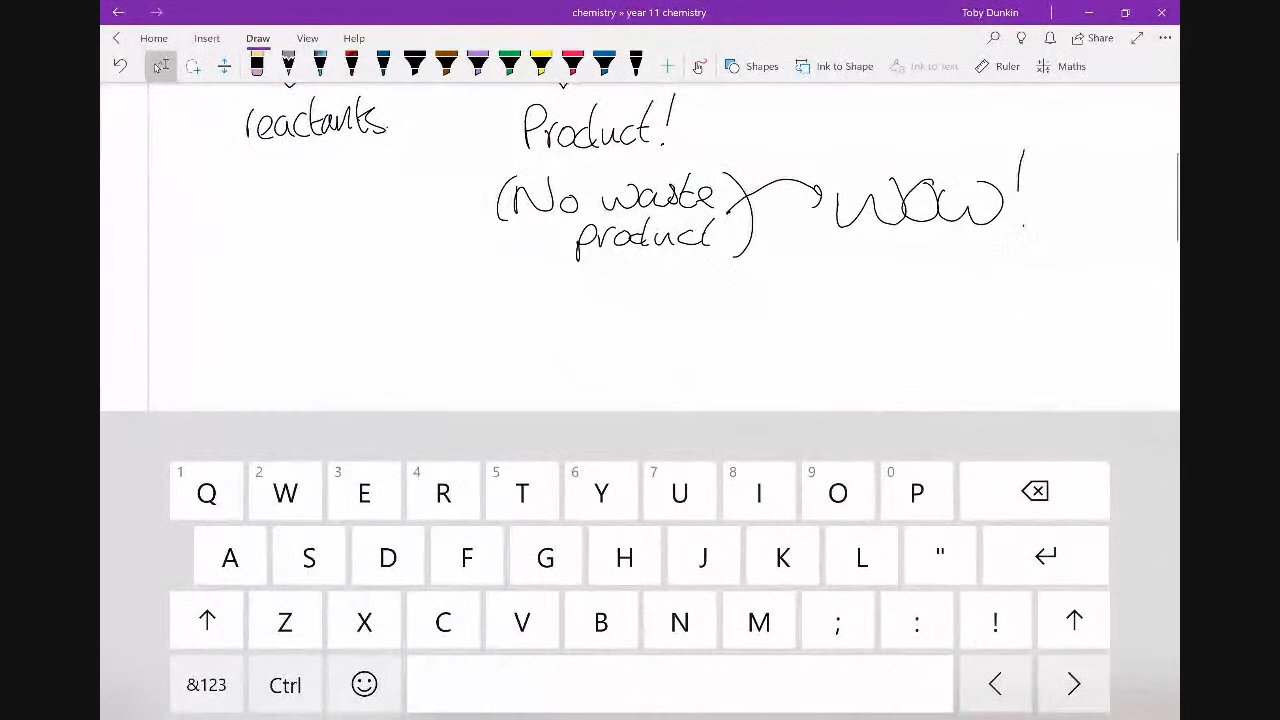 chemistry » year 11 chemistry
Toby Dunkin
Home Insert Draw View Help
Share
Shapes
Ink to Shape
Ink to text
Ruler
Maths
reactants
Product!
(No waste product)
Wow!
1 Q 2 W 3 E 4 R 5 T 6 Y 7 U 8 I 9 O 0 P
A S D F G H J K L "
Z X C V B N M ; : !
&123 Ctrl